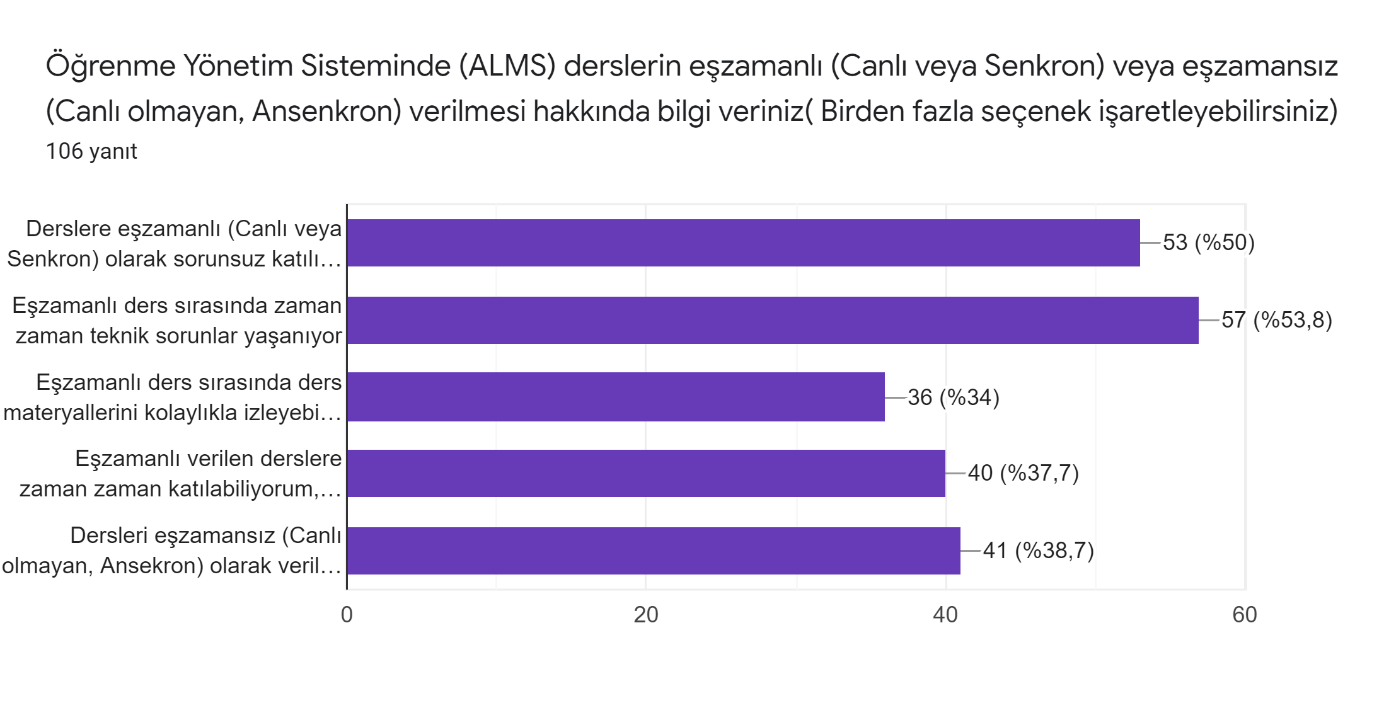 Öğrenme Yönetim Sisteminde (ALMS) derslerin eşzamanlı (Canlı veya Senkron) veya eşzamansız
(Canlı olmayan, Ansenkron) verilmesi hakkında bilgi veriniz( Birden fazla seçenek işaretleyebilirsiniz)
106 yanıt
Derslere eşzamanlı (Canlı veya
Senkron) olarak sorunsuz katılı…
53 (%50)
Eşzamanlı ders sırasında zaman
zaman teknik sorunlar yaşanıyor
57 (%53,8)
Eşzamanlı ders sırasında ders
materyallerini kolaylıkla izleyebi…
36 (%34)
Eşzamanlı verilen derslere
zaman zaman katılabiliyorum,…
40 (%37,7)
Dersleri eşzamansız (Canlı
olmayan, Ansekron) olarak veril…
41 (%38,7)
0 20 40 60